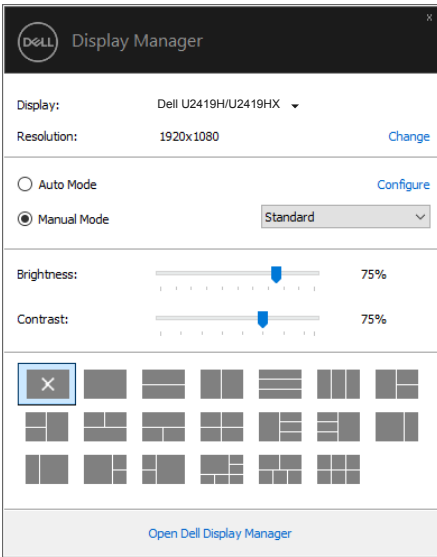 x
DELL Display Manager
Display: Dell U2419H/U2419HX
Resolution: 1920x1080 Change
Auto Mode Configure
Manual Mode Standard
Brightness: 75%
Contrast: 75%
Open Dell Display Manager